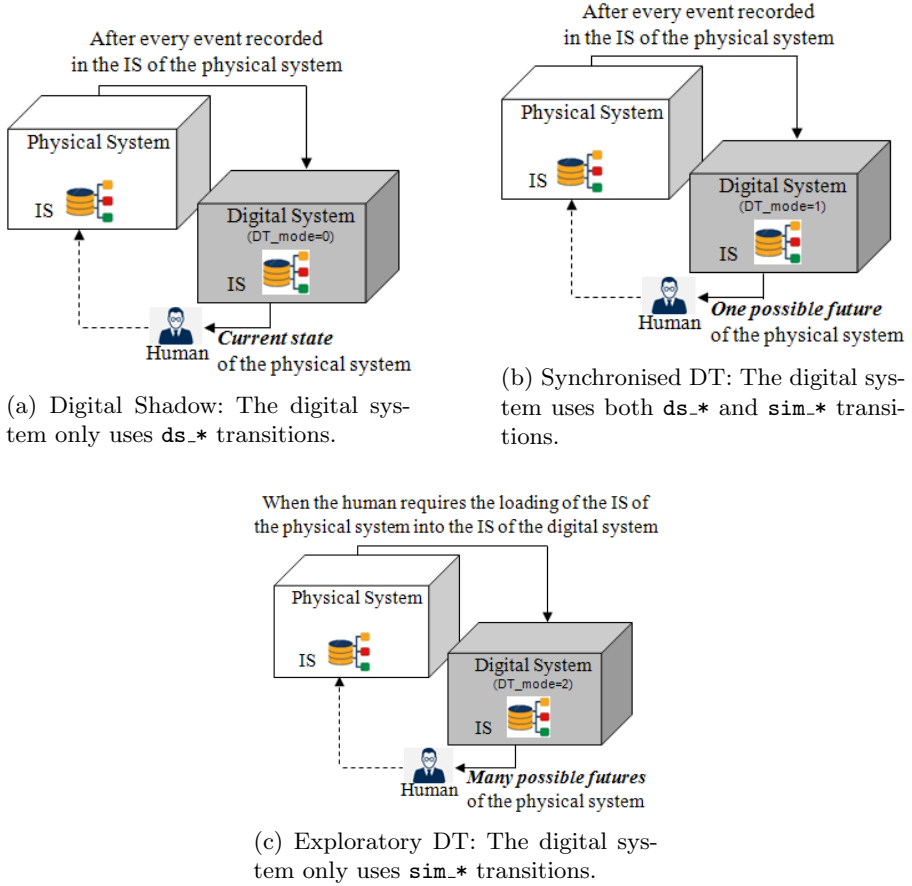 After every event recorded
in the IS of the physical system
Physical System
IS
Digital System
(DT_mode=0)
IS
Human
Current state
of the physical system
(a) Digital Shadow: The digital sys-
tem only uses ds_* transitions.
After every event recorded
in the IS of the physical system
Physical System
IS
Digital System
(DT_mode=1)
IS
Human
One possible future
of the physical system
(b) Synchronised DT: The digital sys-
tem uses both ds_* and sim_* transi-
tions.
When the human requires the loading of the IS of
the physical system into the IS of the digital system
Physical System
IS
Digital System
(DT_mode=2)
IS
Human
Many possible futures
of the physical system
(c) Exploratory DT: The digital sys-
tem only uses sim_* transitions.